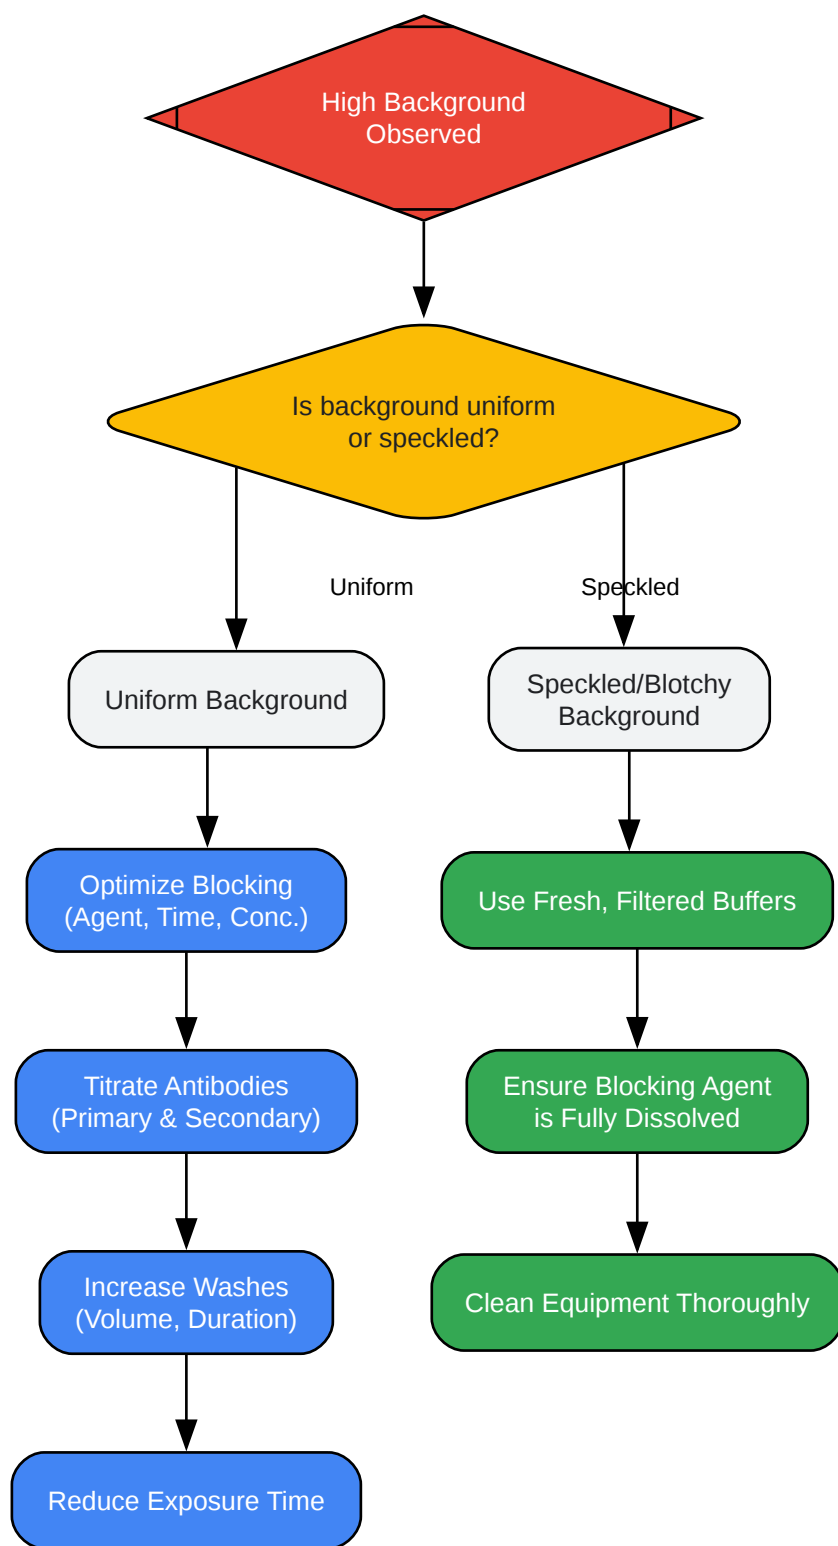 High Background
Observed
Is background uniform
or speckled?
Uniform
Speckled
Uniform Background
Speckled/Blotchy
Background
Optimize Blocking
(Agent, Time, Conc.)
Use Fresh, Filtered Buffers
Titrate Antibodies
(Primary & Secondary)
Ensure Blocking Agent
is Fully Dissolved
Increase Washes
(Volume, Duration)
Clean Equipment Thoroughly
Reduce Exposure Time